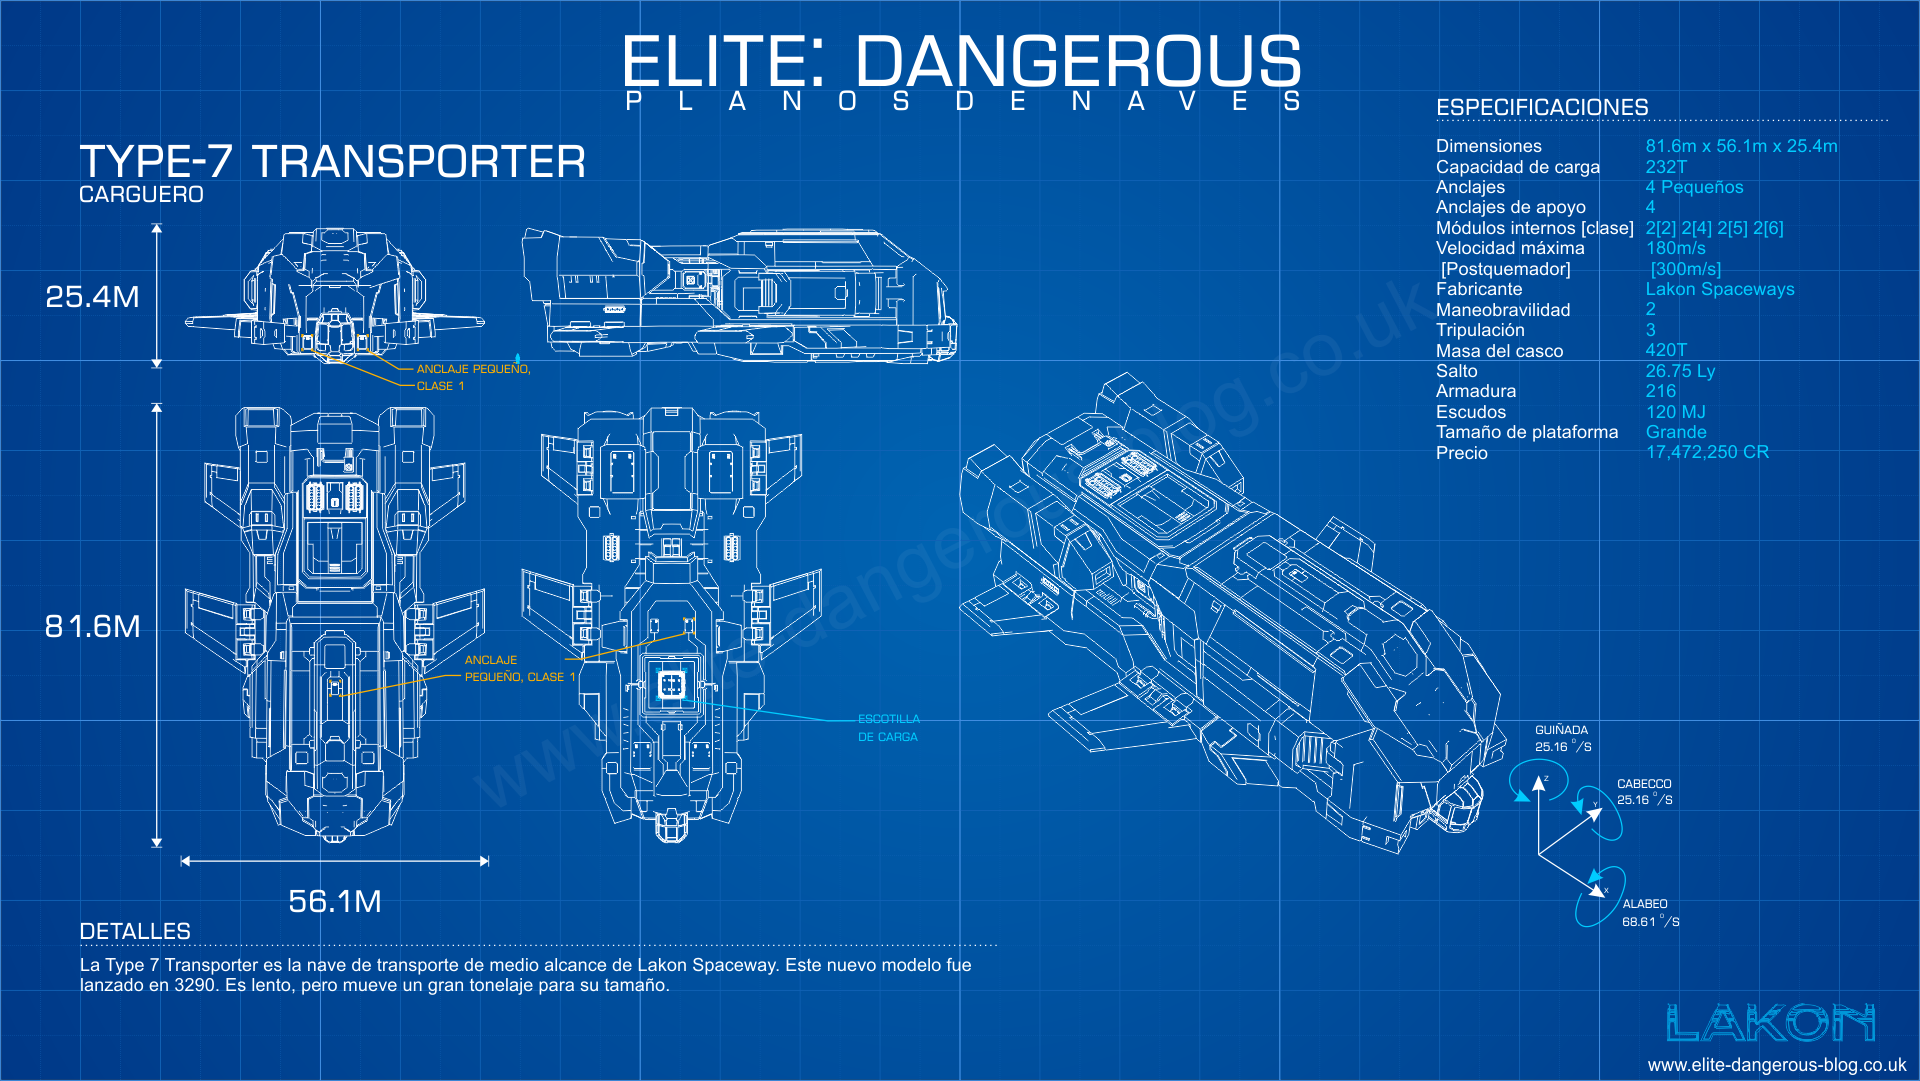 ELITE: DANGEROUS
PLANOS DE NAVES
TYPE-7 TRANSPORTER
CARGUERO
25.4M
ANCLAJE PEQUEÑO,
CLASE 1
81.6M
ANCLAJE
PEQUEÑO, CLASE 1
ESCOTILLA
DE CARGA
56.1M
ESPECIFICACIONES
Dimensiones 81.6m x 56.1m x 25.4m
Capacidad de carga 232T
Anclajes 4 Pequeños
Anclajes de apoyo 4
Módulos internos [clase] 2[2] 2[4] 2[5] 2[6]
Velocidad máxima 180m/s
[Postquemador] [300m/s]
Fabricante Lakon Spaceways
Maneobravilidad 2
Tripulación 3
Masa del casco 420T
Salto 26.75 Ly
Armadura 216
Escudos 120 MJ
Tamaño de plataforma Grande
Precio 17,472,250 CR
GUIÑADA
25.16 °/S
Z
CABECCO
25.16 °/S
Y
X
ALABEO
68.61 °/S
DETALLES
La Type 7 Transporter es la nave de transporte de medio alcance de Lakon Spaceway. Este nuevo modelo fue
lanzado en 3290. Es lento, pero mueve un gran tonelaje para su tamaño.
LAKON
www.elite-dangerous-blog.co.uk
www.elite-dangerous-blog.co.uk